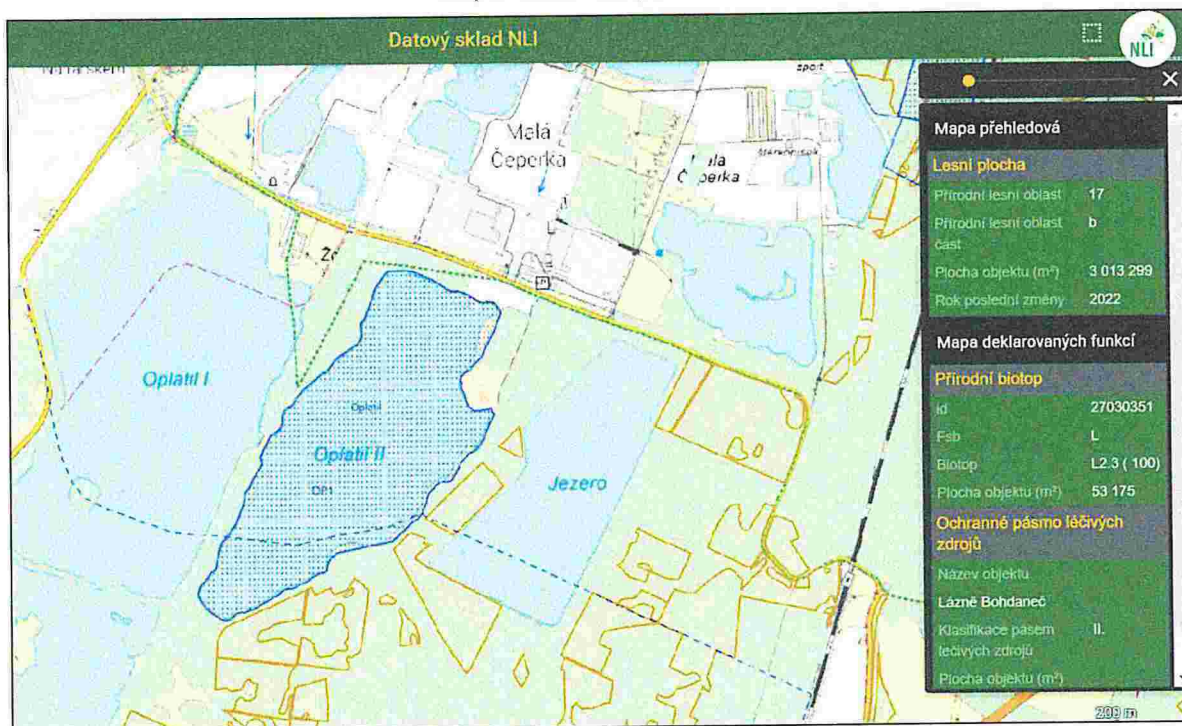 Datový sklad NLI
NLI
sport
Malá
Čeperka
Čeperka
Oplatil I
Oplatil
Oplatil II
OP1
Jezero
Mapa přehledová
Lesní plocha
Přírodní lesní oblast 17
Přírodní lesní oblast b
část
Plocha objektu (m²) 3 013 299
Rok poslední změny 2022
Mapa deklarovaných funkcí
Přírodní biotop
id 27030351
Fsb L
Biotop L2.3 ( 100)
Plocha objektu (m²) 53 175
Ochranné pásmo léčivých
zdrojů
Název objektu
Lázně Bohdaneč
Klasifikace pásem II.
léčivých zdrojů
Plocha objektu (m²)
200 m